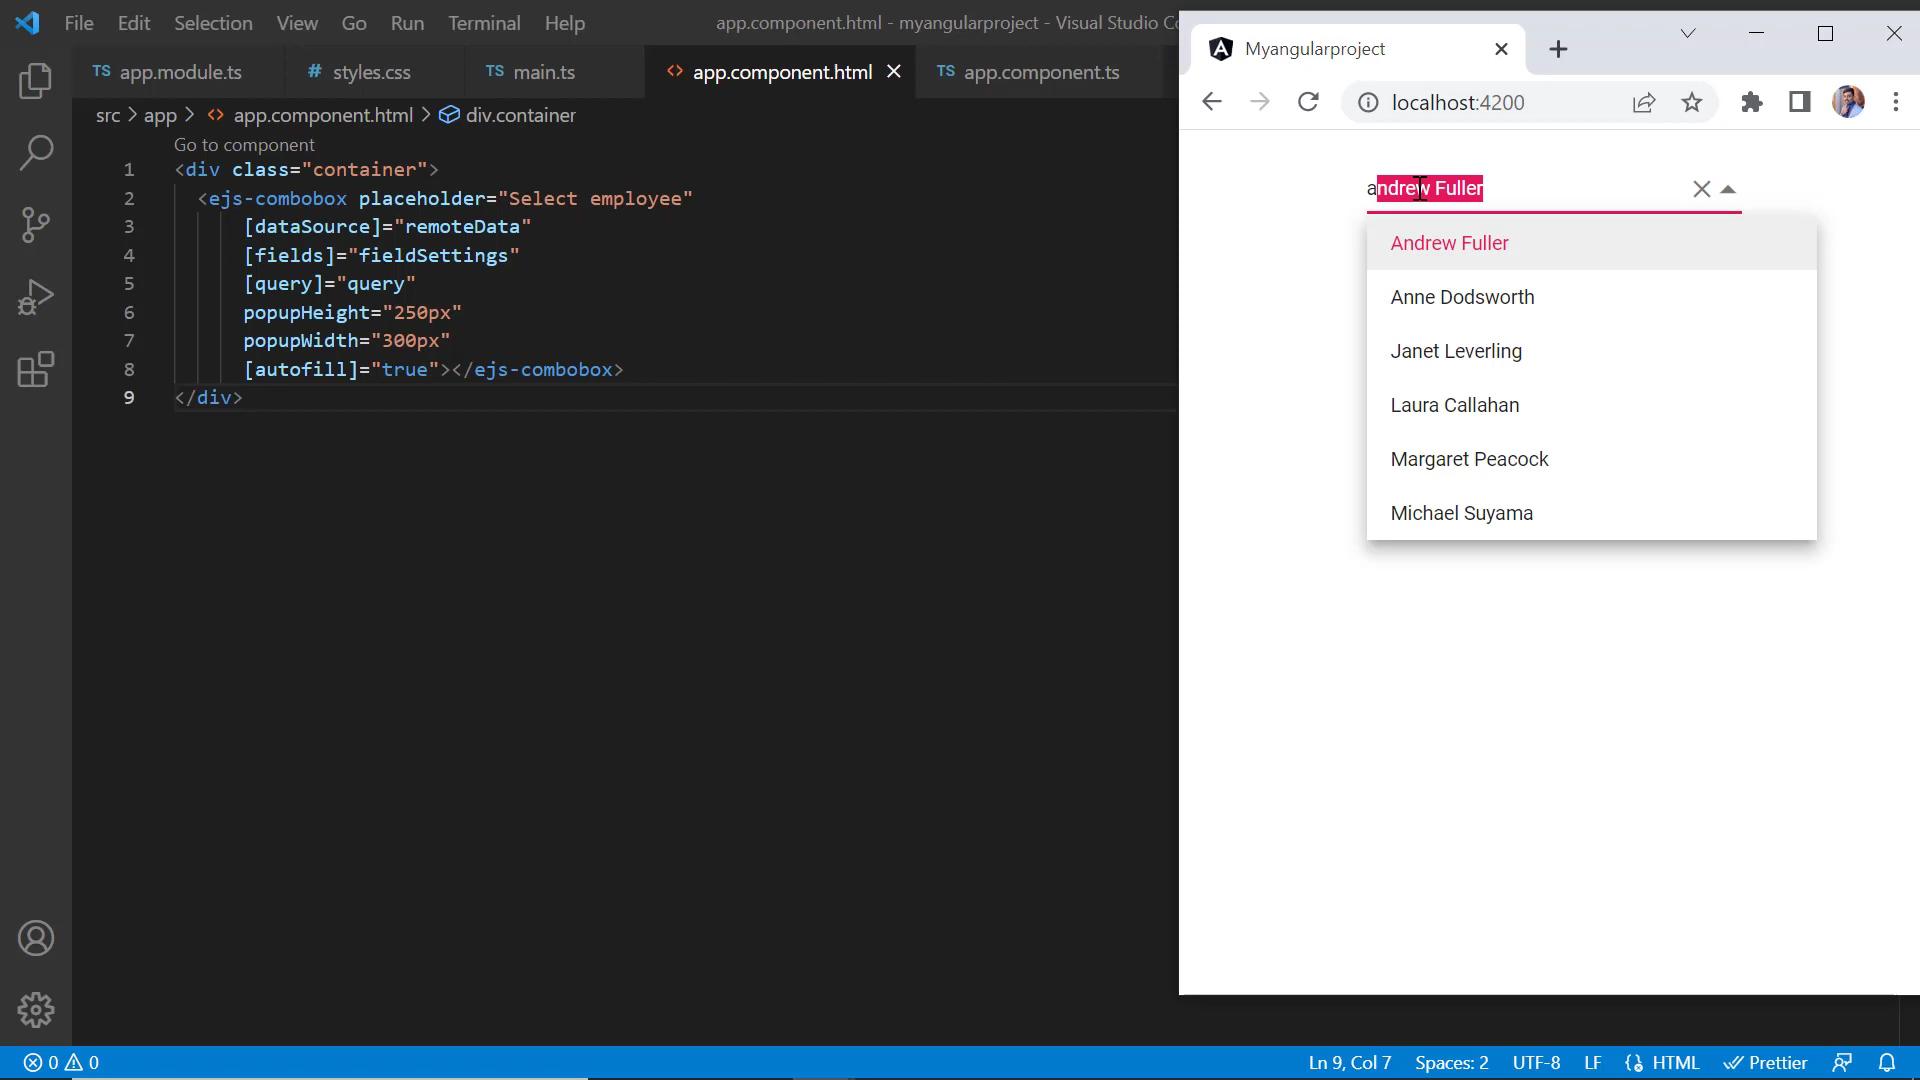 File Edit Selection View Go Run Terminal Help
app.component.html - myangularproject - Visual Studio
TS app.module.ts
# styles.css
TS main.ts
<> app.component.html
TS app.component.ts
src > app > <> app.component.html > div.container
Go to component
1 <div class="container">
2 <ejs-combobox placeholder="Select employee"
3 [dataSource]="remoteData"
4 [fields]="fieldSettings"
5 [query]="query"
6 popupHeight="250px"
7 popupWidth="300px"
8 [autofill]="true"></ejs-combobox>
9 </div>
Myangularproject
localhost:4200
andrew Fuller
Andrew Fuller
Anne Dodsworth
Janet Leverling
Laura Callahan
Margaret Peacock
Michael Suyama
0 0
Ln 9, Col 7 Spaces: 2 UTF-8 LF {} HTML Prettier